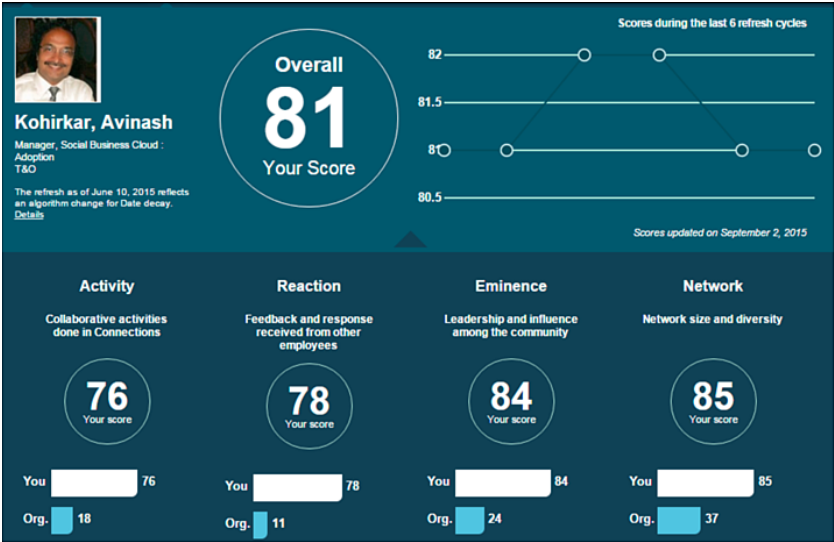 Kohirkar, Avinash
Manager, Social Business Cloud :
Adoption
T&O
The refresh as of June 10, 2015 reflects
an algorithm change for Date decay.
Details
Overall
81
Your Score
Scores during the last 6 refresh cycles
82
81.5
81
80.5
Scores updated on September 2, 2015
Activity
Collaborative activities
done in Connections
76
Your score
You 76
Org. 18
Reaction
Feedback and response
received from other
employees
78
Your score
You 78
Org. 11
Eminence
Leadership and influence
among the community
84
Your score
You 84
Org. 24
Network
Network size and diversity
85
Your score
You 85
Org. 37